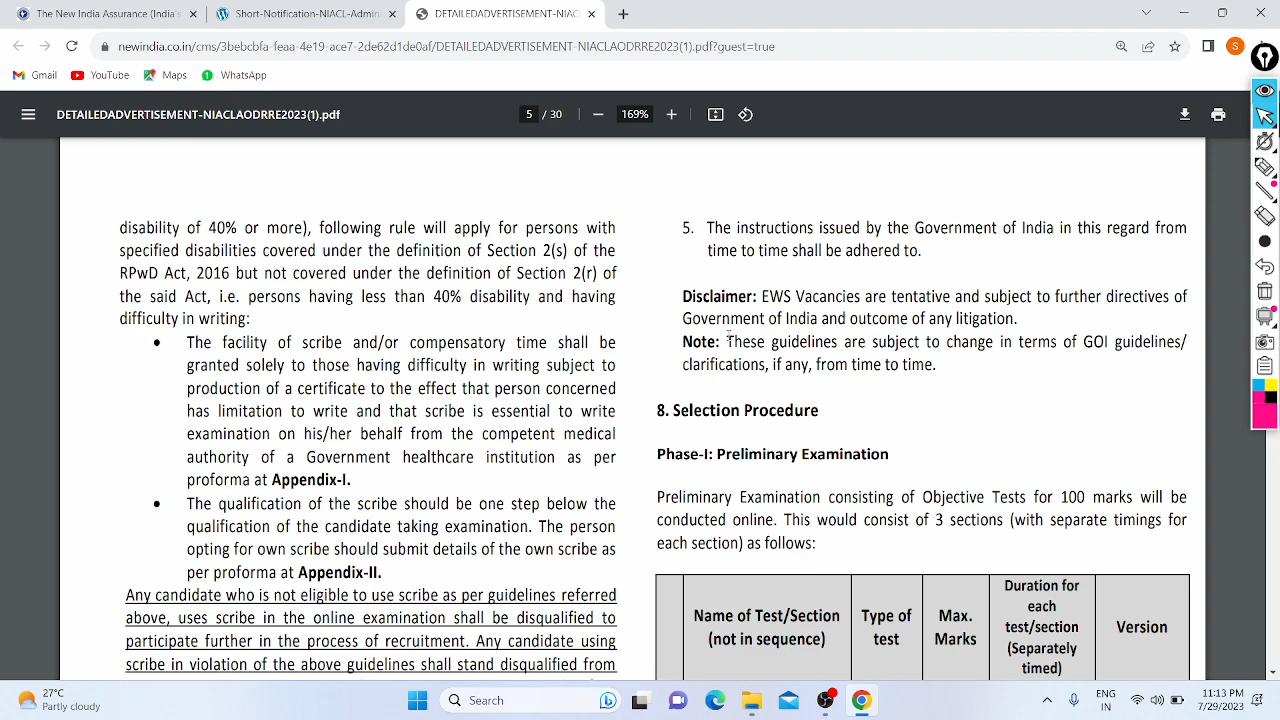 The New India Assurance (India's
Short-Notification-NIACL-Admin
DETAILEDADVERTISEMENT-NIAC
newindia.co.in/cms/3bebcbfa-feaa-4e19-ace7-2de62d1de0af/DETAILEDADVERTISEMENT-NIACLAODRRE2023(1).pdf?guest=true
S
Gmail
YouTube
Maps
WhatsApp
DETAILEDADVERTISEMENT-NIACLAODRRE2023(1).pdf
5 / 30
169%
disability of 40% or more), following rule will apply for persons with
specified disabilities covered under the definition of Section 2(s) of the
RPwD Act, 2016 but not covered under the definition of Section 2(r) of
the said Act, i.e. persons having less than 40% disability and having
difficulty in writing:
• The facility of scribe and/or compensatory time shall be
granted solely to those having difficulty in writing subject to
production of a certificate to the effect that person concerned
has limitation to write and that scribe is essential to write
examination on his/her behalf from the competent medical
authority of a Government healthcare institution as per
proforma at Appendix-I.
• The qualification of the scribe should be one step below the
qualification of the candidate taking examination. The person
opting for own scribe should submit details of the own scribe as
per proforma at Appendix-II.
Any candidate who is not eligible to use scribe as per guidelines referred
above, uses scribe in the online examination shall be disqualified to
participate further in the process of recruitment. Any candidate using
scribe in violation of the above guidelines shall stand disqualified from
5. The instructions issued by the Government of India in this regard from
time to time shall be adhered to.
Disclaimer: EWS Vacancies are tentative and subject to further directives of
Government of India and outcome of any litigation.
Note: These guidelines are subject to change in terms of GOI guidelines/
clarifications, if any, from time to time.
8. Selection Procedure
Phase-I: Preliminary Examination
Preliminary Examination consisting of Objective Tests for 100 marks will be
conducted online. This would consist of 3 sections (with separate timings for
each section) as follows:
Name of Test/Section
(not in sequence)
Type of
test
Max.
Marks
Duration for
each
test/section
(Separately
timed)
Version
27°C
Partly cloudy
Search
ENG
IN
11:13 PM
7/29/2023